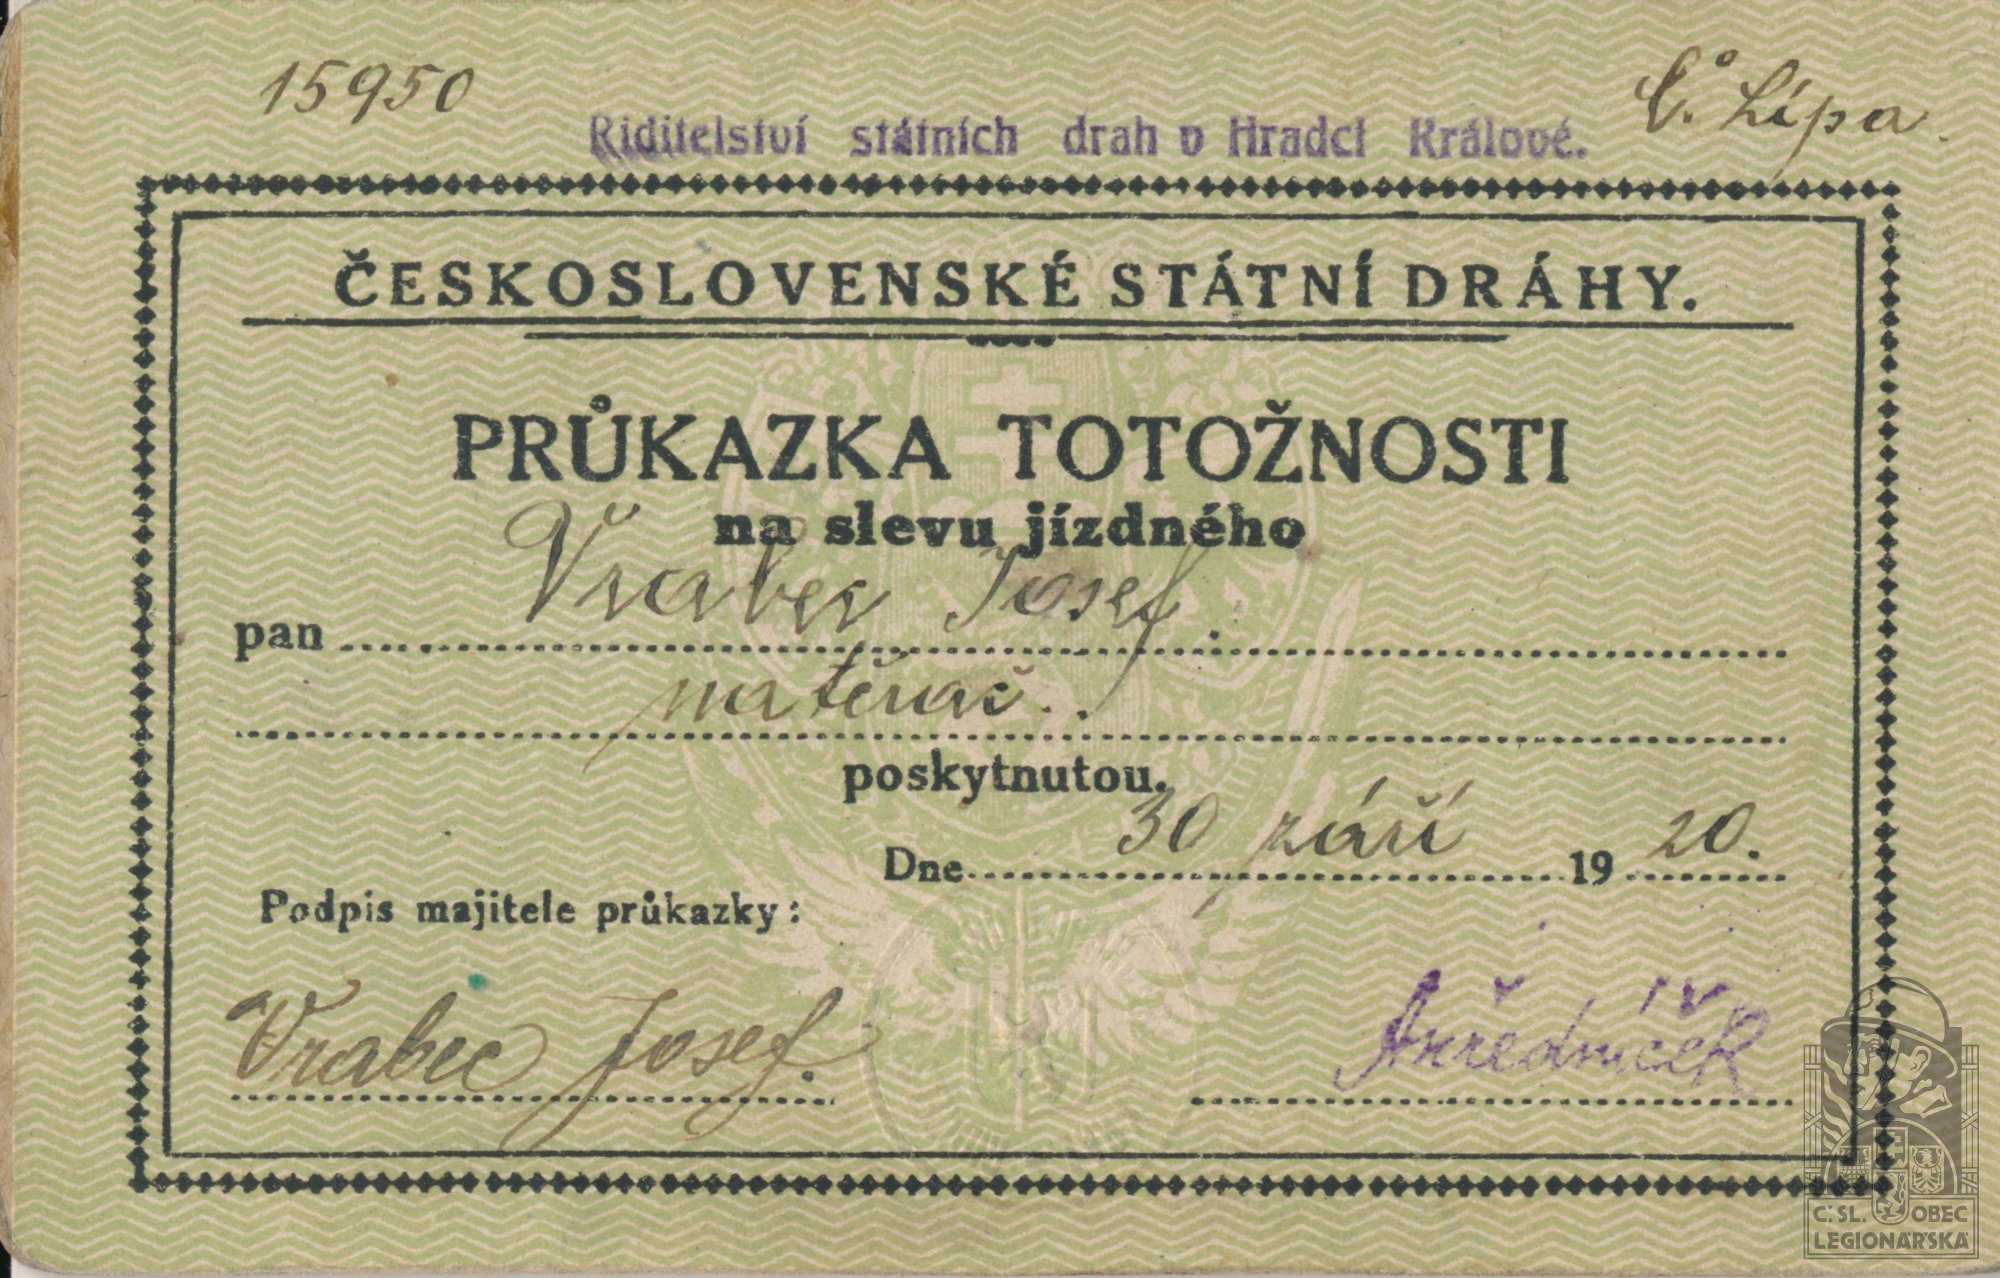 15950
Č. Lípa.
Ředitelství státních drah v Hradci Králové.
ČESKOSLOVENSKÉ STÁTNÍ DRÁHY.
PRŮKAZKA TOTOŽNOSTI
na slevu jízdného
pan Vrabec Josef
natěrač.
poskytnutou.
Dne 30 září 1920.
Podpis majitele průkazky:
Vrabec Josef.
Č. SL. OBEC
LEGIONÁŘSKÁ